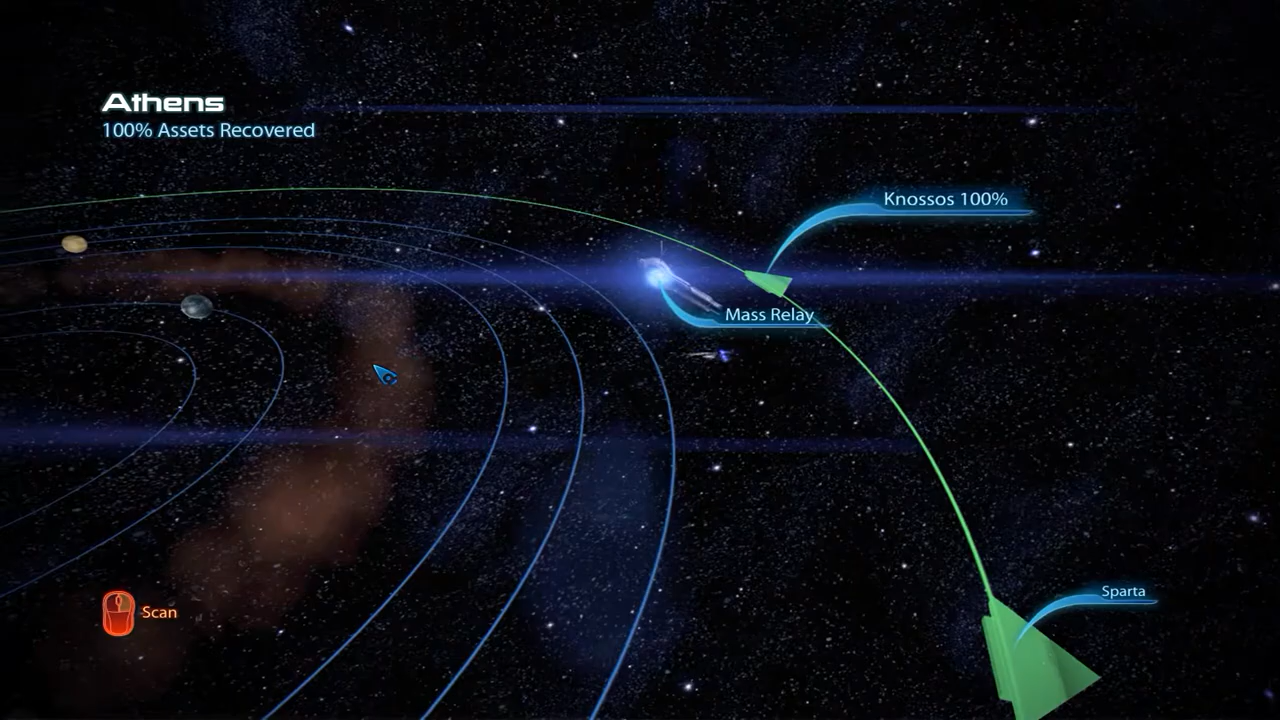 Athens
100% Assets Recovered
Knossos 100%
Mass Relay
Sparta
Scan